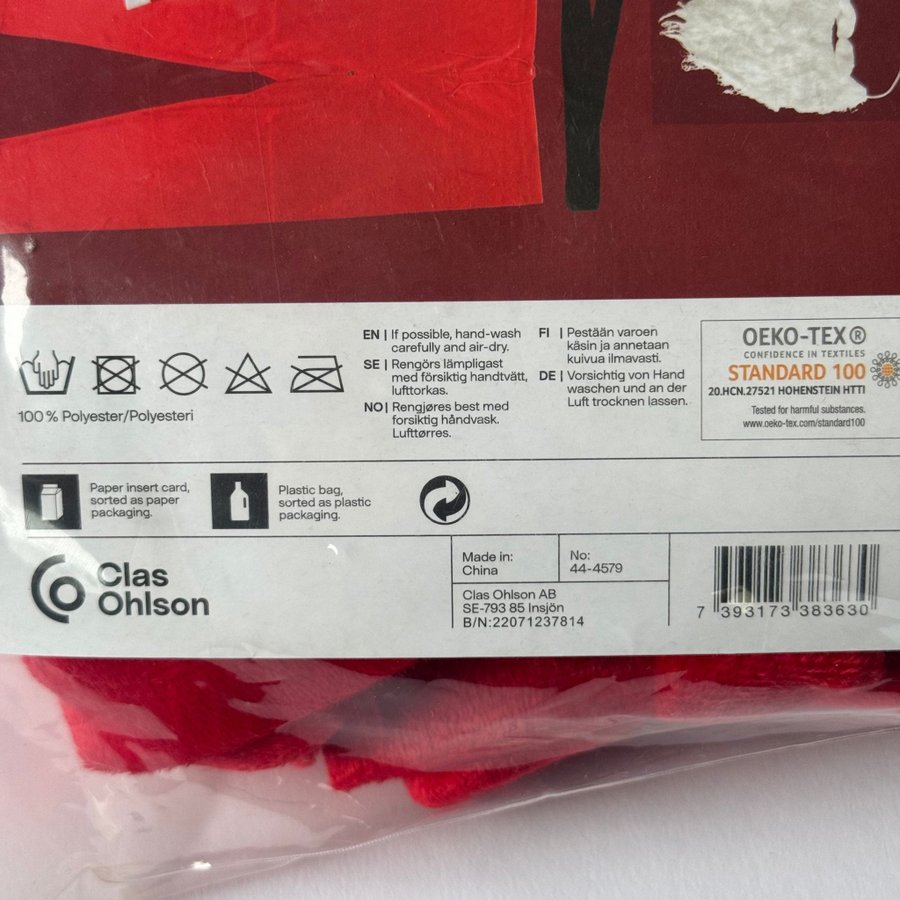 EN | If possible, hand-wash
carefully and air-dry.
SE | Rengörs lämpligast
med försiktig handtvätt,
lufttorkas.
NO | Rengjøres best med
forsiktig håndvask.
Lufttørres.
FI | Pestään varoen
käsin ja annetaan
kuivua ilmavasti.
DE | Vorsichtig von Hand
waschen und an der
Luft trocknen lassen.
100 % Polyester/Polyesteri
OEKO-TEX®
CONFIDENCE IN TEXTILES
STANDARD 100
20.HCN.27521 HOHENSTEIN HTTI
Tested for harmful substances.
www.oeko-tex.com/standard100
Paper insert card,
sorted as paper
packaging.
Plastic bag,
sorted as plastic
packaging.
Clas
Ohlson
Made in:
China
No:
44-4579
Clas Ohlson AB
SE-793 85 Insjön
B/N:22071237814
7 393173 383630